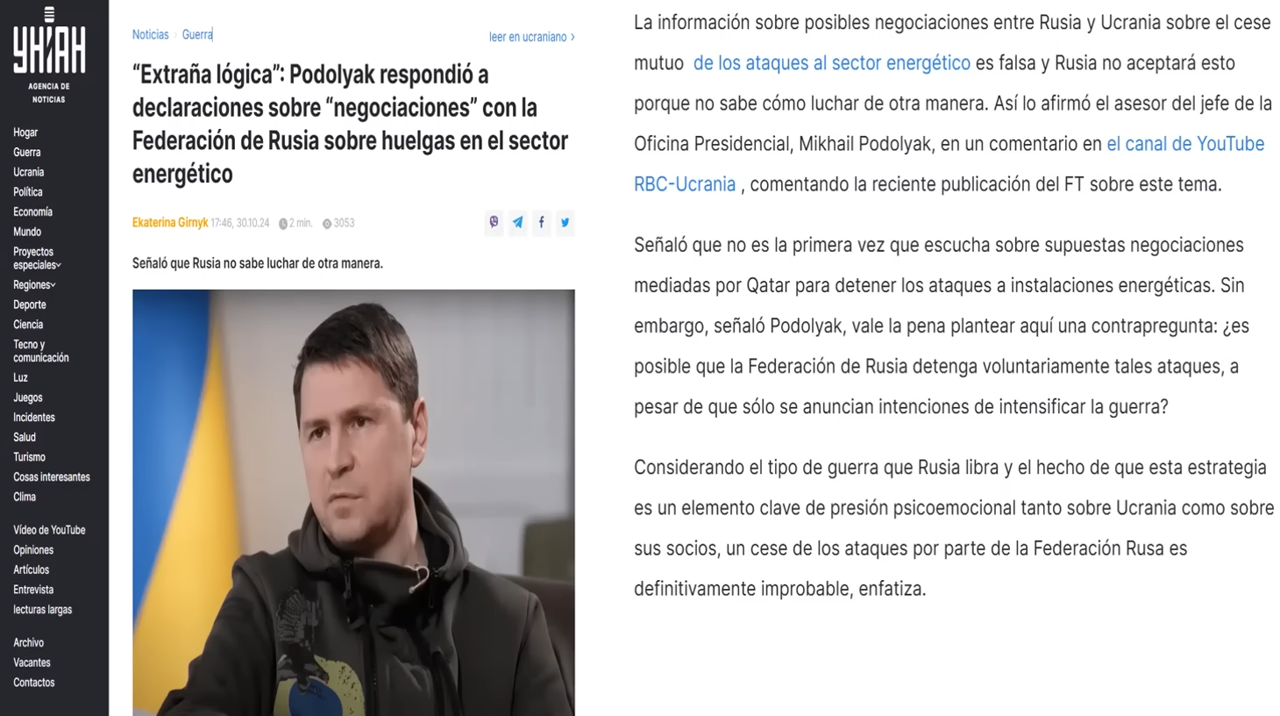 УНІАН
AGENCIA DE
NOTICIAS
Hogar
Guerra
Ucrania
Política
Economía
Mundo
Proyectos
especiales
Regiones
Deporte
Ciencia
Tecno y
comunicación
Luz
Juegos
Incidentes
Salud
Turismo
Cosas interesantes
Clima
Vídeo de YouTube
Opiniones
Artículos
Entrevista
lecturas largas
Archivo
Vacantes
Contactos
Noticias › Guerra
leer en ucraniano ›
“Extraña lógica”: Podolyak respondió a
declaraciones sobre “negociaciones” con la
Federación de Rusia sobre huelgas en el sector
energético
Ekaterina Girnyk 17:46, 30.10.24 2 min. 3053
Señaló que Rusia no sabe luchar de otra manera.
La información sobre posibles negociaciones entre Rusia y Ucrania sobre el cese
mutuo de los ataques al sector energético es falsa y Rusia no aceptará esto
porque no sabe cómo luchar de otra manera. Así lo afirmó el asesor del jefe de la
Oficina Presidencial, Mikhail Podolyak, en un comentario en el canal de YouTube
RBC-Ucrania , comentando la reciente publicación del FT sobre este tema.
Señaló que no es la primera vez que escucha sobre supuestas negociaciones
mediadas por Qatar para detener los ataques a instalaciones energéticas. Sin
embargo, señaló Podolyak, vale la pena plantear aquí una contrapregunta: ¿es
posible que la Federación de Rusia detenga voluntariamente tales ataques, a
pesar de que sólo se anuncian intenciones de intensificar la guerra?
Considerando el tipo de guerra que Rusia libra y el hecho de que esta estrategia
es un elemento clave de presión psicoemocional tanto sobre Ucrania como sobre
sus socios, un cese de los ataques por parte de la Federación Rusa es
definitivamente improbable, enfatiza.